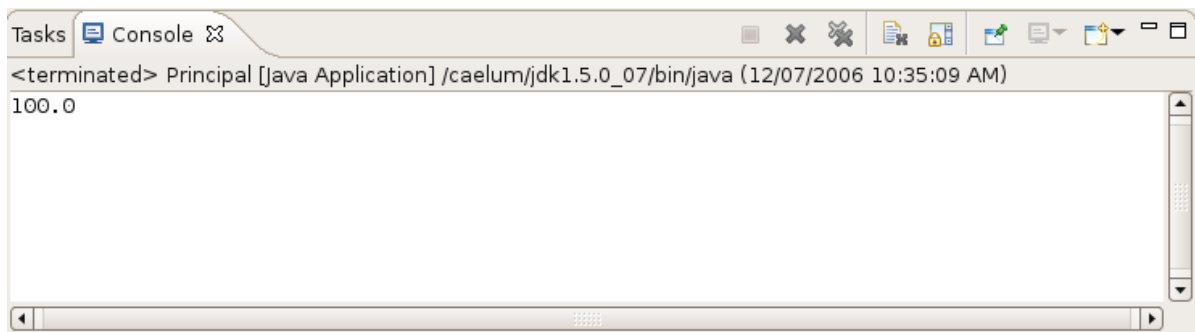 Tasks Console
<terminated> Principal [Java Application] /caelum/jdk1.5.0_07/bin/java (12/07/2006 10:35:09 AM)
100.0